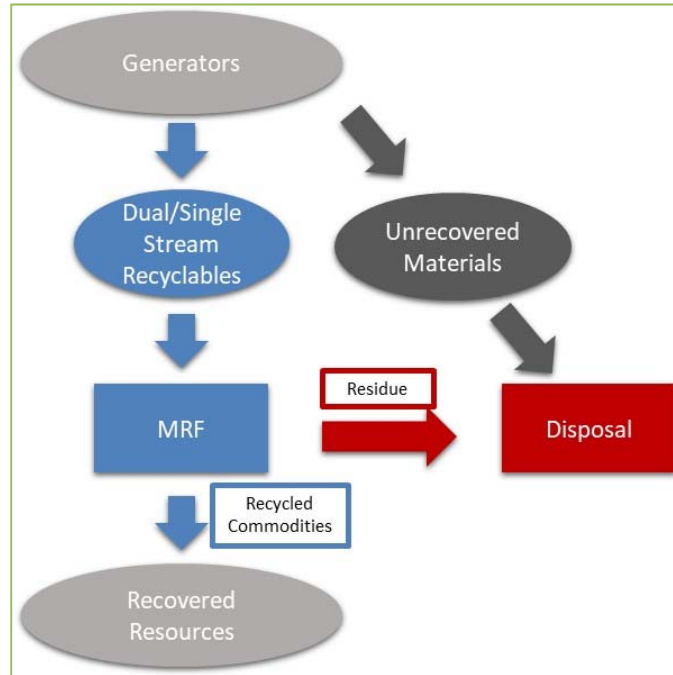 Generators
Dual/Single
Stream
Recyclables
Unrecovered
Materials
MRF
Residue
Disposal
Recycled
Commodities
Recovered
Resources